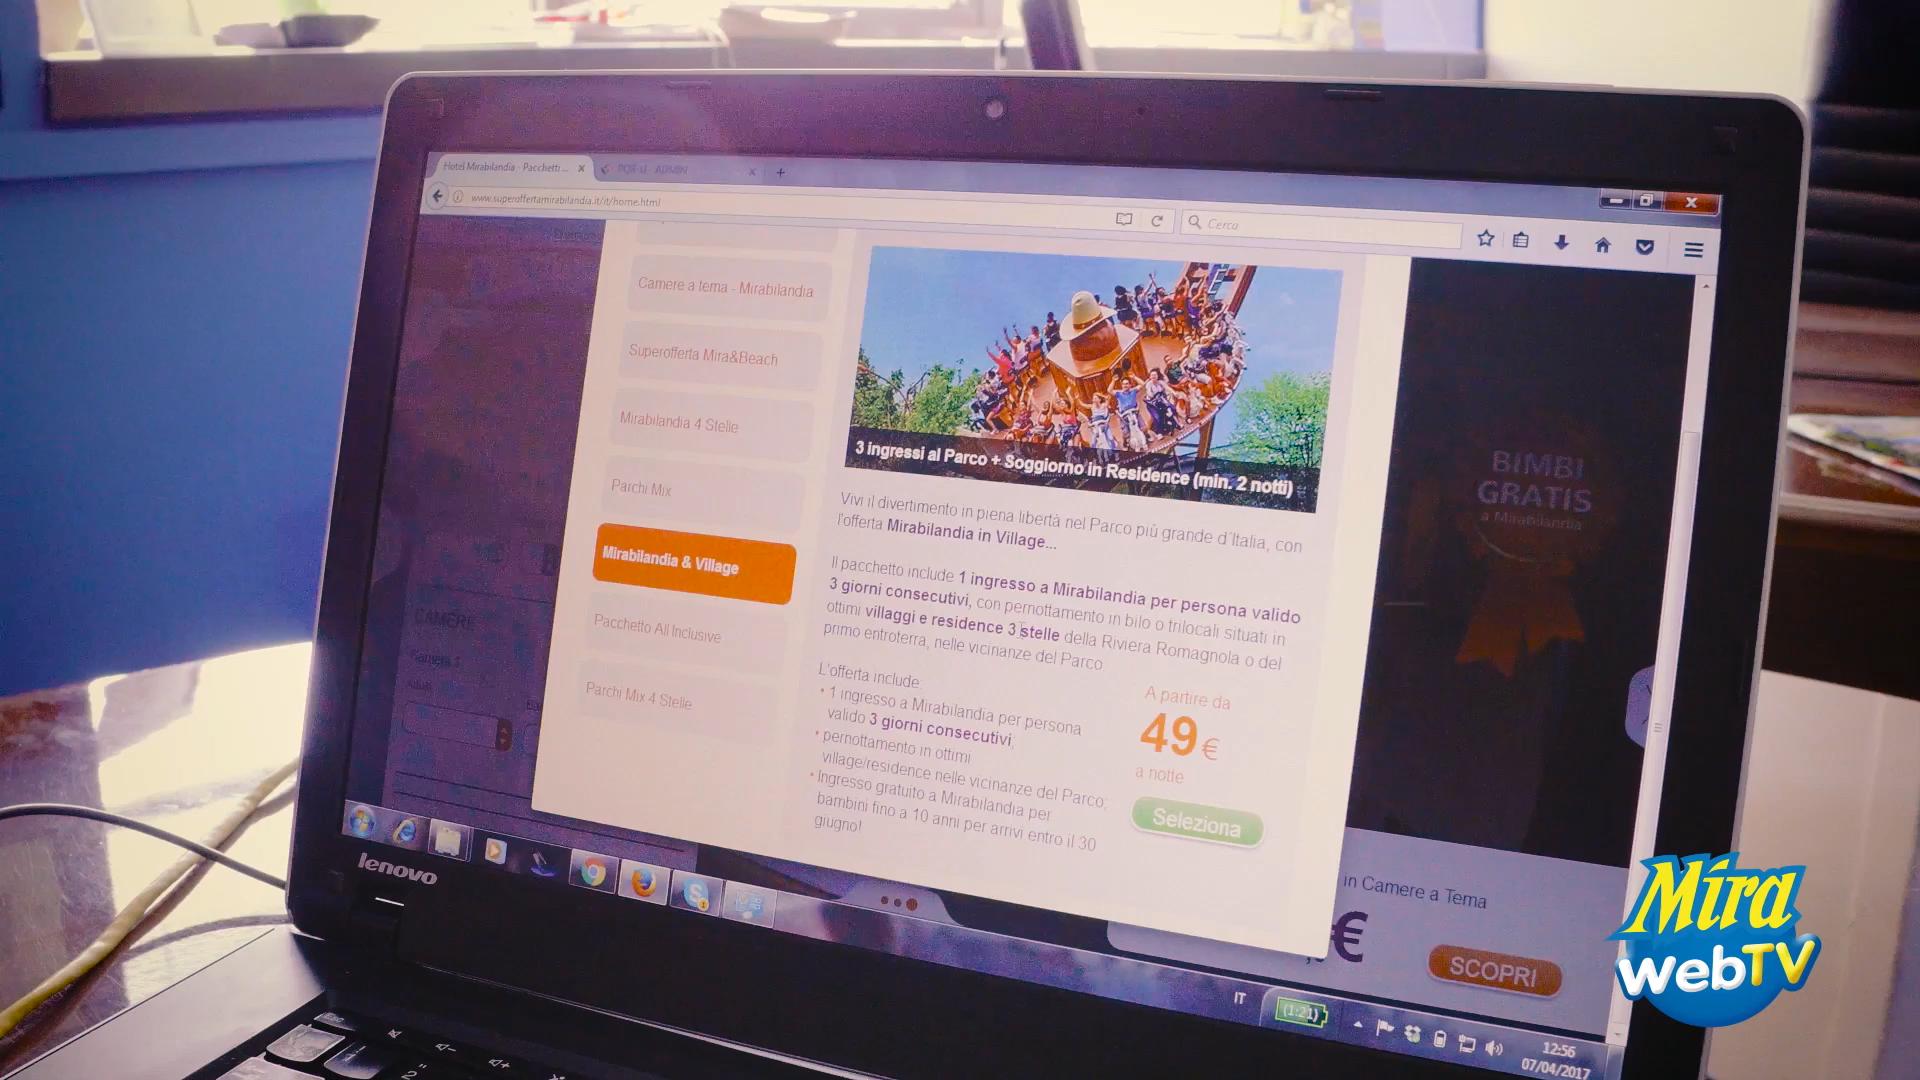 Hotel Mirabilandia - Pacchetti ...
www.superoffertamirabilandia.it/it/home.html
Cerca
Camere a tema - Mirabilandia
Superofferta Mira&Beach
Mirabilandia 4 Stelle
Parchi Mix
Mirabilandia & Village
Pacchetto All Inclusive
Parchi Mix 4 Stelle
3 ingressi al Parco + Soggiorno in Residence (min. 2 notti)
Vivi il divertimento in piena libertà nel Parco più grande d'Italia, con
l'offerta Mirabilandia in Village...
Il pacchetto include 1 ingresso a Mirabilandia per persona valido
3 giorni consecutivi, con pernottamento in bilo o trilocali situati in
ottimi villaggi e residence 3 stelle della Riviera Romagnola o del
primo entroterra, nelle vicinanze del Parco
L'offerta include:
• 1 ingresso a Mirabilandia per persona
valido 3 giorni consecutivi;
• pernottamento in ottimi
village/residence nelle vicinanze del Parco;
• Ingresso gratuito a Mirabilandia per
bambini fino a 10 anni per arrivi entro il 30
giugno!
A partire da
49 €
a notte
Seleziona
BIMBI
GRATIS
a Mirabilandia
CAMERE
Camera 1
Adulti
in Camere a Tema
€
SCOPRI
IT
(1:21)
12:56
07/04/2017
lenovo
Mira
webTV